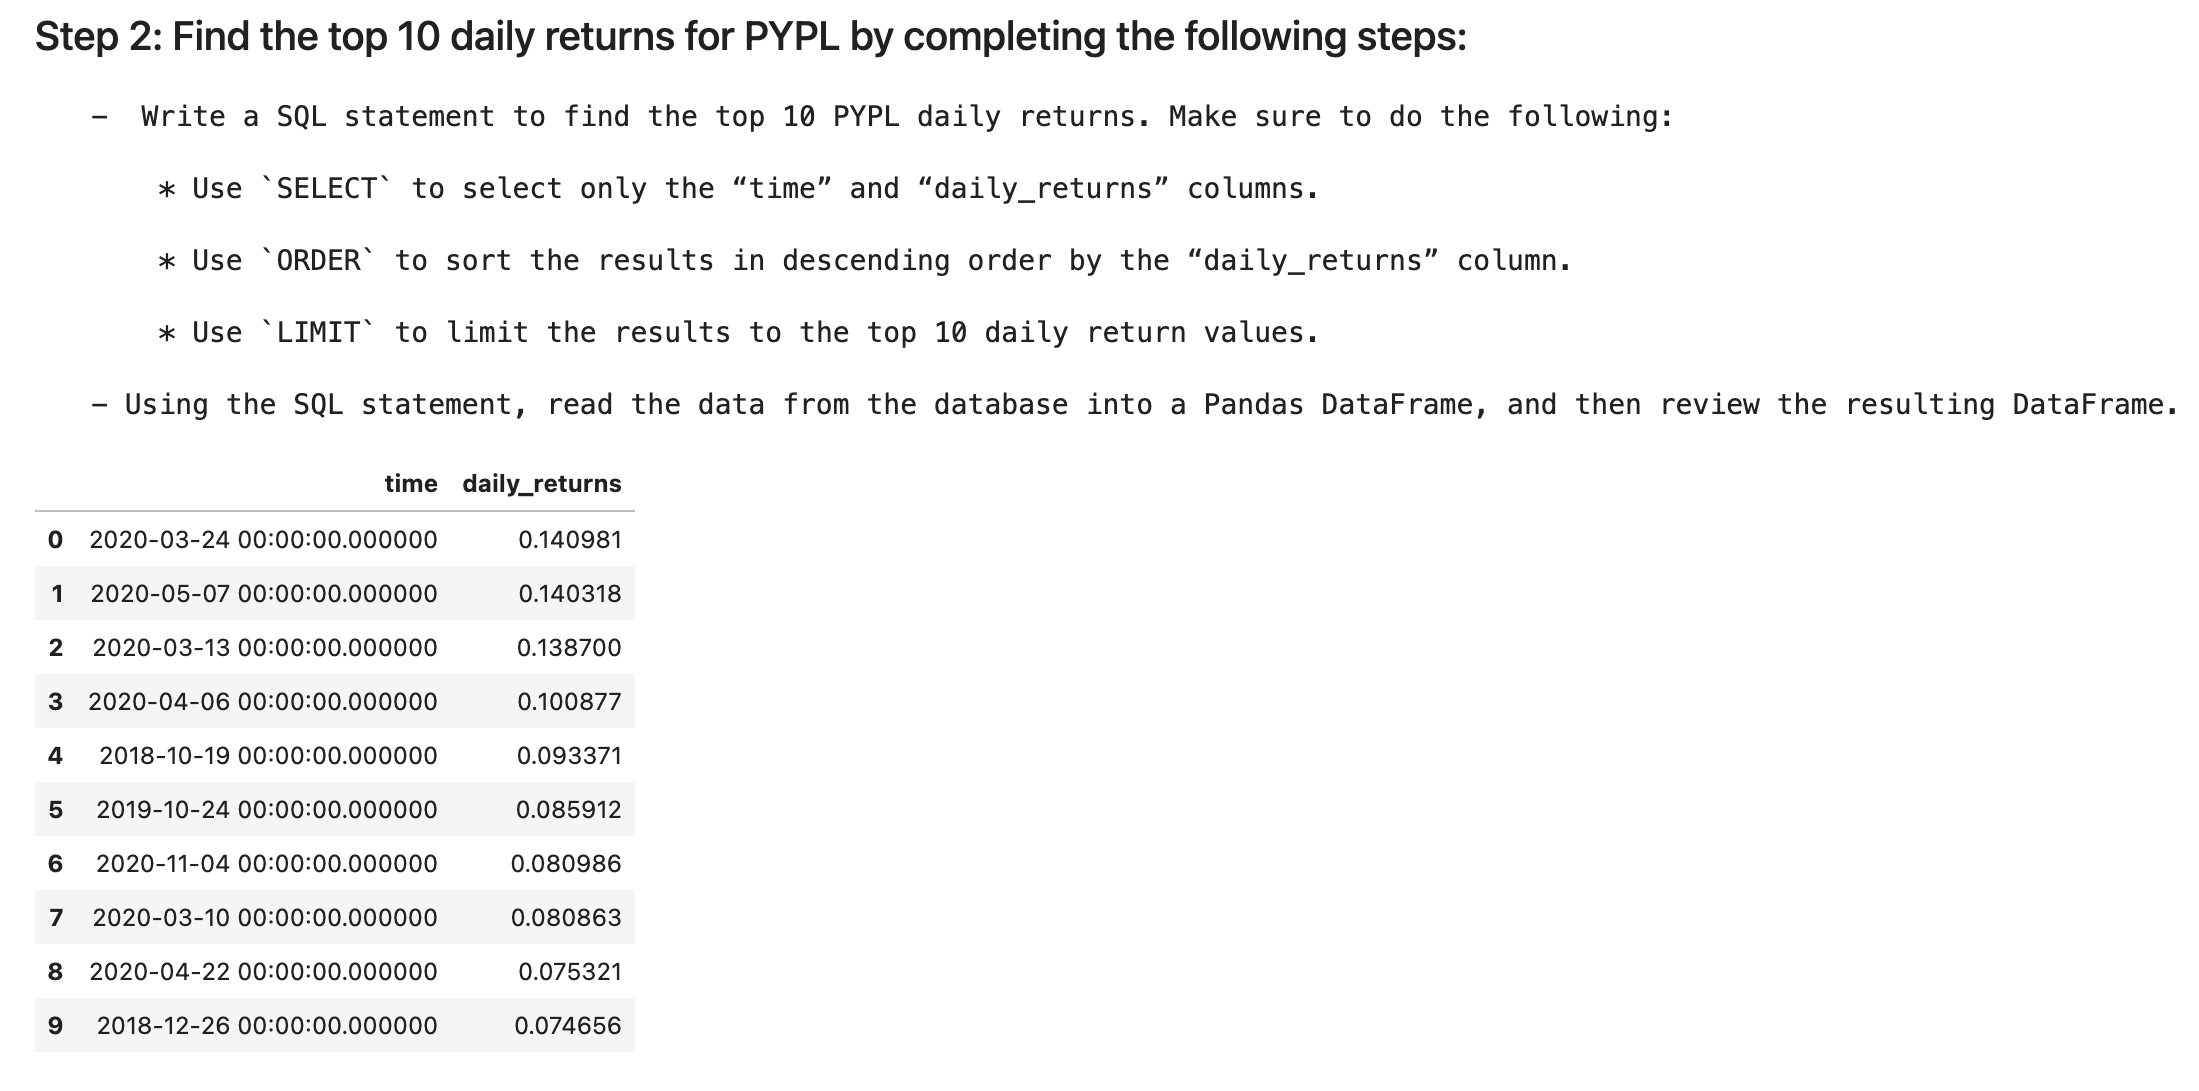 Step 2: Find the top 10 daily returns for PYPL by completing the following steps:
– Write a SQL statement to find the top 10 PYPL daily returns. Make sure to do the following:
* Use `SELECT` to select only the “time” and “daily_returns” columns.
* Use `ORDER` to sort the results in descending order by the “daily_returns” column.
* Use `LIMIT` to limit the results to the top 10 daily return values.
– Using the SQL statement, read the data from the database into a Pandas DataFrame, and then review the resulting DataFrame.
time daily_returns
0 2020-03-24 00:00:00.000000 0.140981
1 2020-05-07 00:00:00.000000 0.140318
2 2020-03-13 00:00:00.000000 0.138700
3 2020-04-06 00:00:00.000000 0.100877
4 2018-10-19 00:00:00.000000 0.093371
5 2019-10-24 00:00:00.000000 0.085912
6 2020-11-04 00:00:00.000000 0.080986
7 2020-03-10 00:00:00.000000 0.080863
8 2020-04-22 00:00:00.000000 0.075321
9 2018-12-26 00:00:00.000000 0.074656